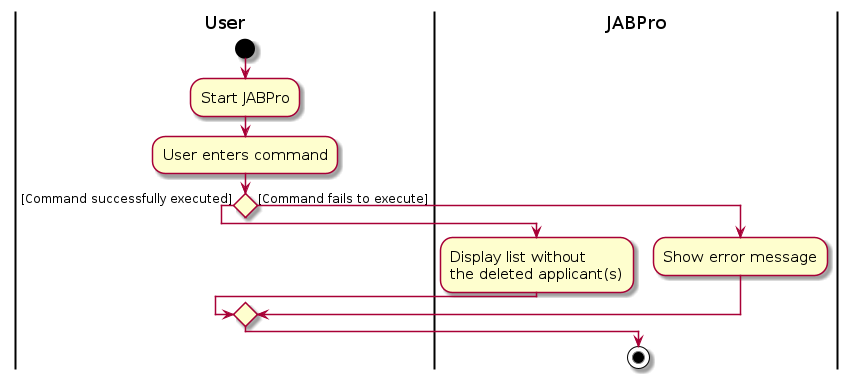 User
JABPro
Start JABPro
User enters command
[Command successfully executed]
[Command fails to execute]
Display list without
the deleted applicant(s)
Show error message